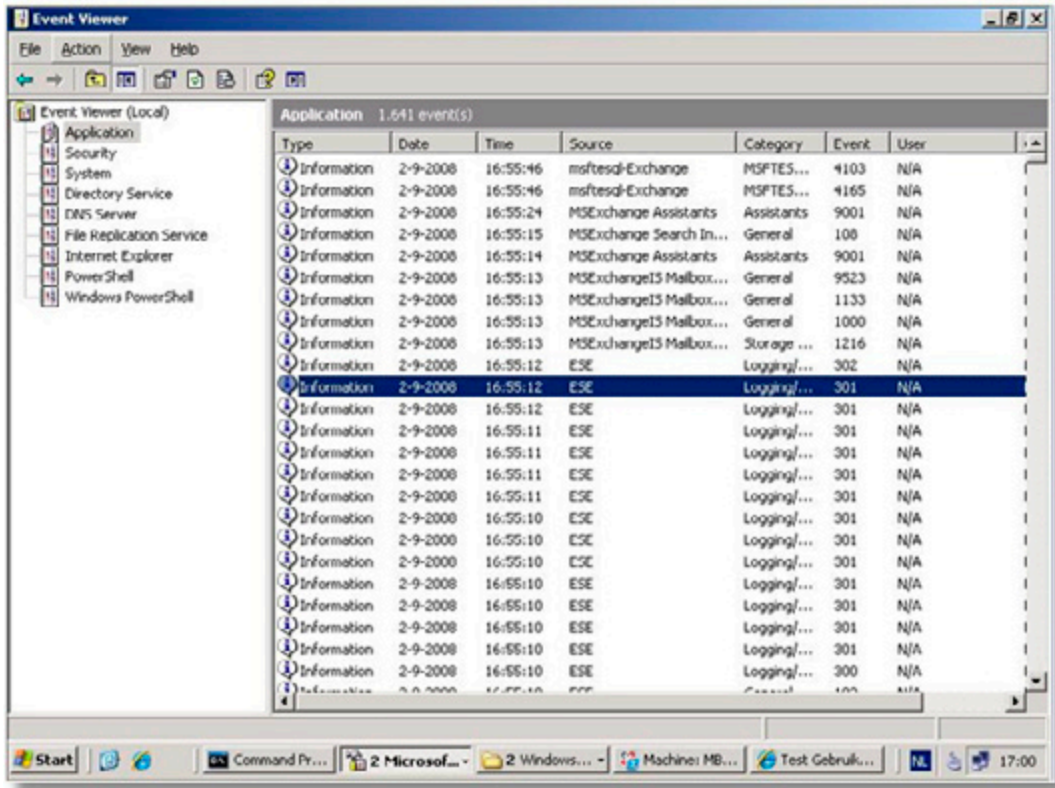 Event Viewer
File Action View Help
Event Viewer (Local)
Application
Security
System
Directory Service
DNS Server
File Replication Service
Internet Explorer
PowerShell
Windows PowerShell
Application 1.641 event(s)
Type Date Time Source Category Event User
Information 2-9-2008 16:55:46 msftesql-Exchange MSFTES... 4103 N/A
Information 2-9-2008 16:55:46 msftesql-Exchange MSFTES... 4165 N/A
Information 2-9-2008 16:55:24 MSExchange Assistants Assistants 9001 N/A
Information 2-9-2008 16:55:15 MSExchange Search In... General 108 N/A
Information 2-9-2008 16:55:14 MSExchange Assistants Assistants 9001 N/A
Information 2-9-2008 16:55:13 MSExchangeIS Mailbox... General 9523 N/A
Information 2-9-2008 16:55:13 MSExchangeIS Mailbox... General 1133 N/A
Information 2-9-2008 16:55:13 MSExchangeIS Mailbox... General 1000 N/A
Information 2-9-2008 16:55:13 MSExchangeIS Mailbox... Storage ... 1216 N/A
Information 2-9-2008 16:55:12 ESE Logging/... 302 N/A
Information 2-9-2008 16:55:12 ESE Logging/... 301 N/A
Information 2-9-2008 16:55:12 ESE Logging/... 301 N/A
Information 2-9-2008 16:55:11 ESE Logging/... 301 N/A
Information 2-9-2008 16:55:11 ESE Logging/... 301 N/A
Information 2-9-2008 16:55:11 ESE Logging/... 301 N/A
Information 2-9-2008 16:55:11 ESE Logging/... 301 N/A
Information 2-9-2008 16:55:10 ESE Logging/... 301 N/A
Information 2-9-2008 16:55:10 ESE Logging/... 301 N/A
Information 2-9-2008 16:55:10 ESE Logging/... 301 N/A
Information 2-9-2008 16:55:10 ESE Logging/... 301 N/A
Information 2-9-2008 16:55:10 ESE Logging/... 301 N/A
Information 2-9-2008 16:55:10 ESE Logging/... 301 N/A
Information 2-9-2008 16:55:10 ESE Logging/... 301 N/A
Information 2-9-2008 16:55:10 ESE Logging/... 300 N/A
Start Command Pr... 2 Microsof... 2 Windows... Machine: MB... Test Gebruik... NL 17:00